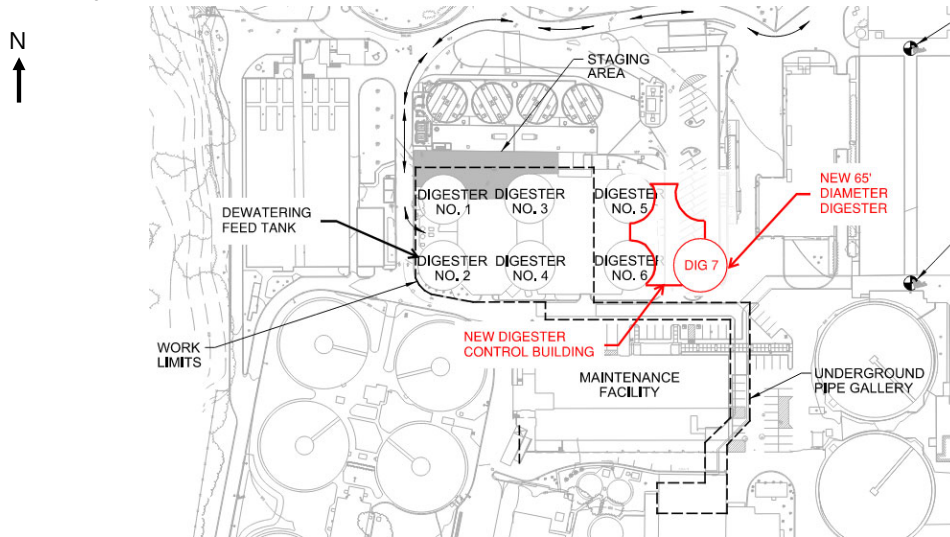 N
STAGING
AREA
DIGESTER
NO. 1
DIGESTER
NO. 3
DIGESTER
NO. 5
NEW 65'
DIAMETER
DIGESTER
DEWATERING
FEED TANK
DIGESTER
NO. 2
DIGESTER
NO. 4
DIGESTER
NO. 6
DIG 7
WORK
LIMITS
NEW DIGESTER
CONTROL BUILDING
MAINTENANCE
FACILITY
UNDERGROUND
PIPE GALLERY